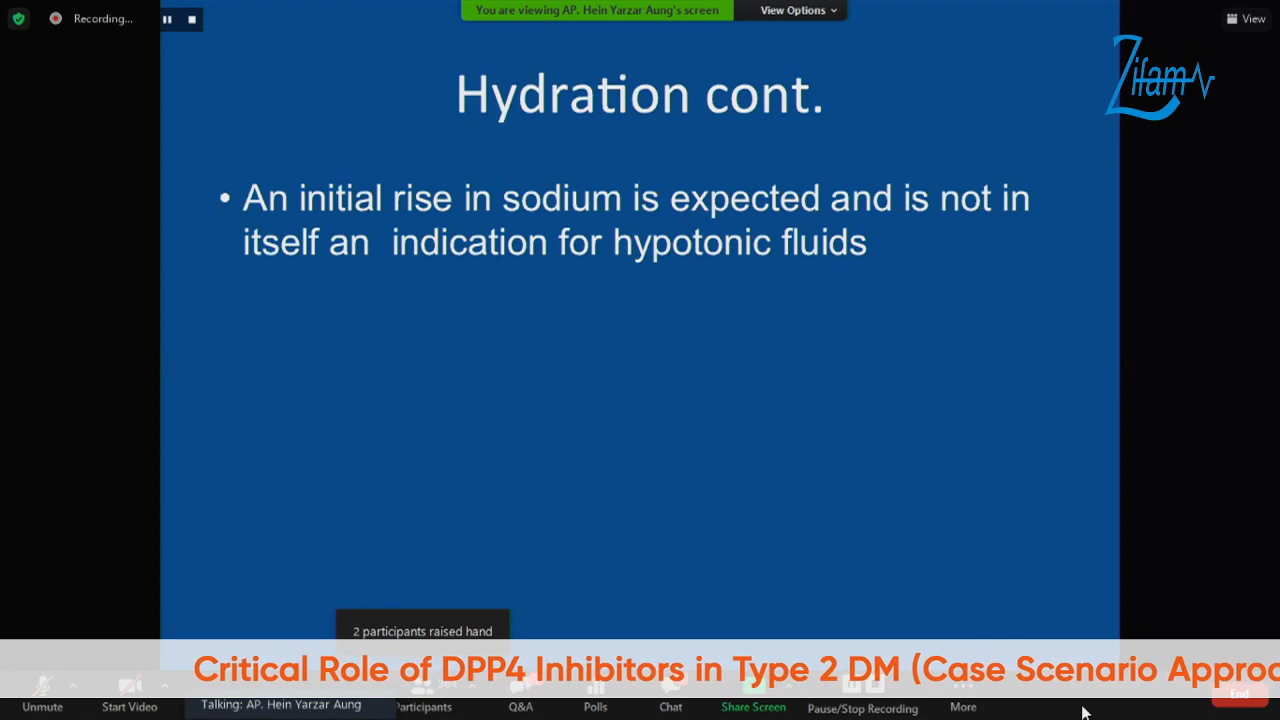 Recording...
You are viewing AP. Hein Yarzar Aung's screen
View Options
View
Zifam
Hydration cont.
• An initial rise in sodium is expected and is not in
itself an indication for hypotonic fluids
2 participants raised hand
Critical Role of DPP4 Inhibitors in Type 2 DM (Case Scenario Approa
Unmute
Start Video
Talking: AP. Hein Yarzar Aung
Participants
Q&A
Polls
Chat
Share Screen
Pause/Stop Recording
More
End